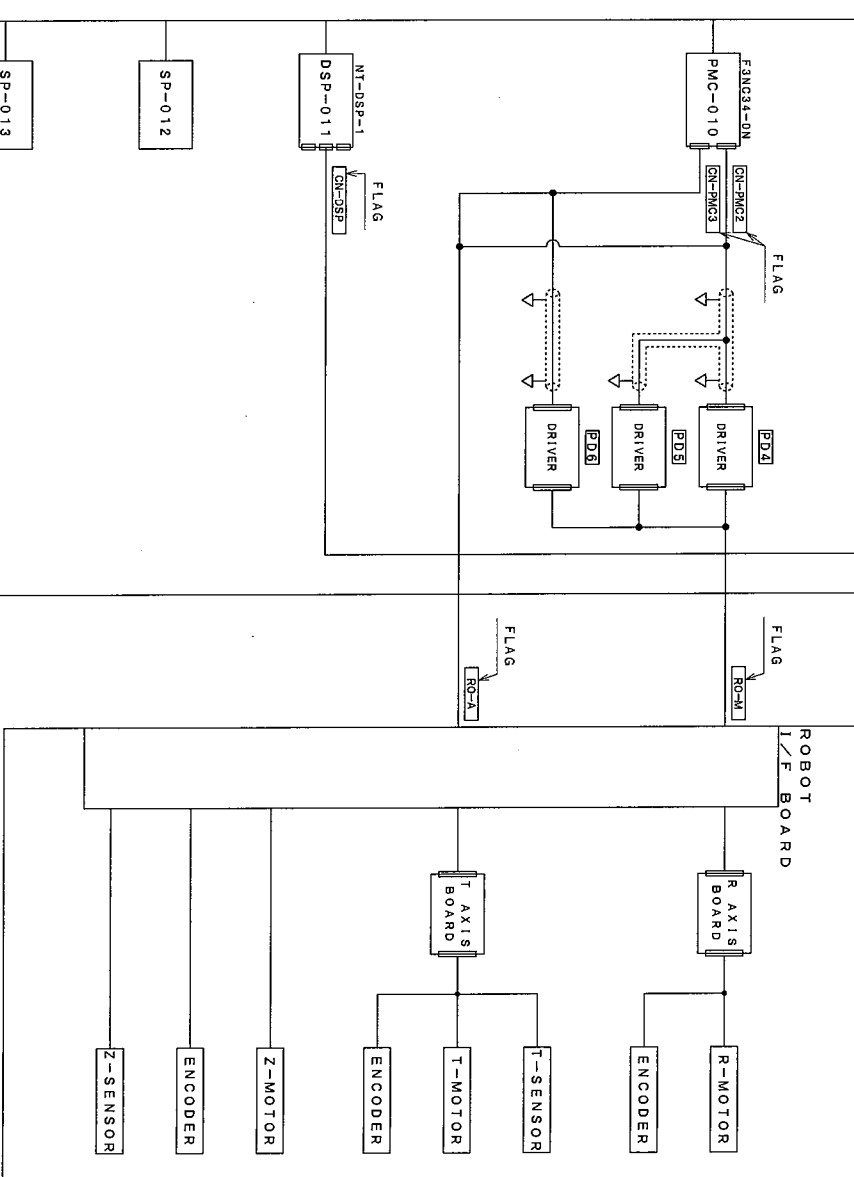 F3NC34-DN
PMC-010
CN-PMC2
CN-PMC3
FLAG
NT-DSP-1
DSP-011
CN-DSP
FLAG
SP-012
SP-013
PD4
DRIVER
PD5
DRIVER
PD6
DRIVER
FLAG
RO-M
FLAG
RO-A
ROBOT
I/F BOARD
R AXIS
BOARD
T AXIS
BOARD
R-MOTOR
ENCODER
T-SENSOR
T-MOTOR
ENCODER
Z-MOTOR
ENCODER
Z-SENSOR